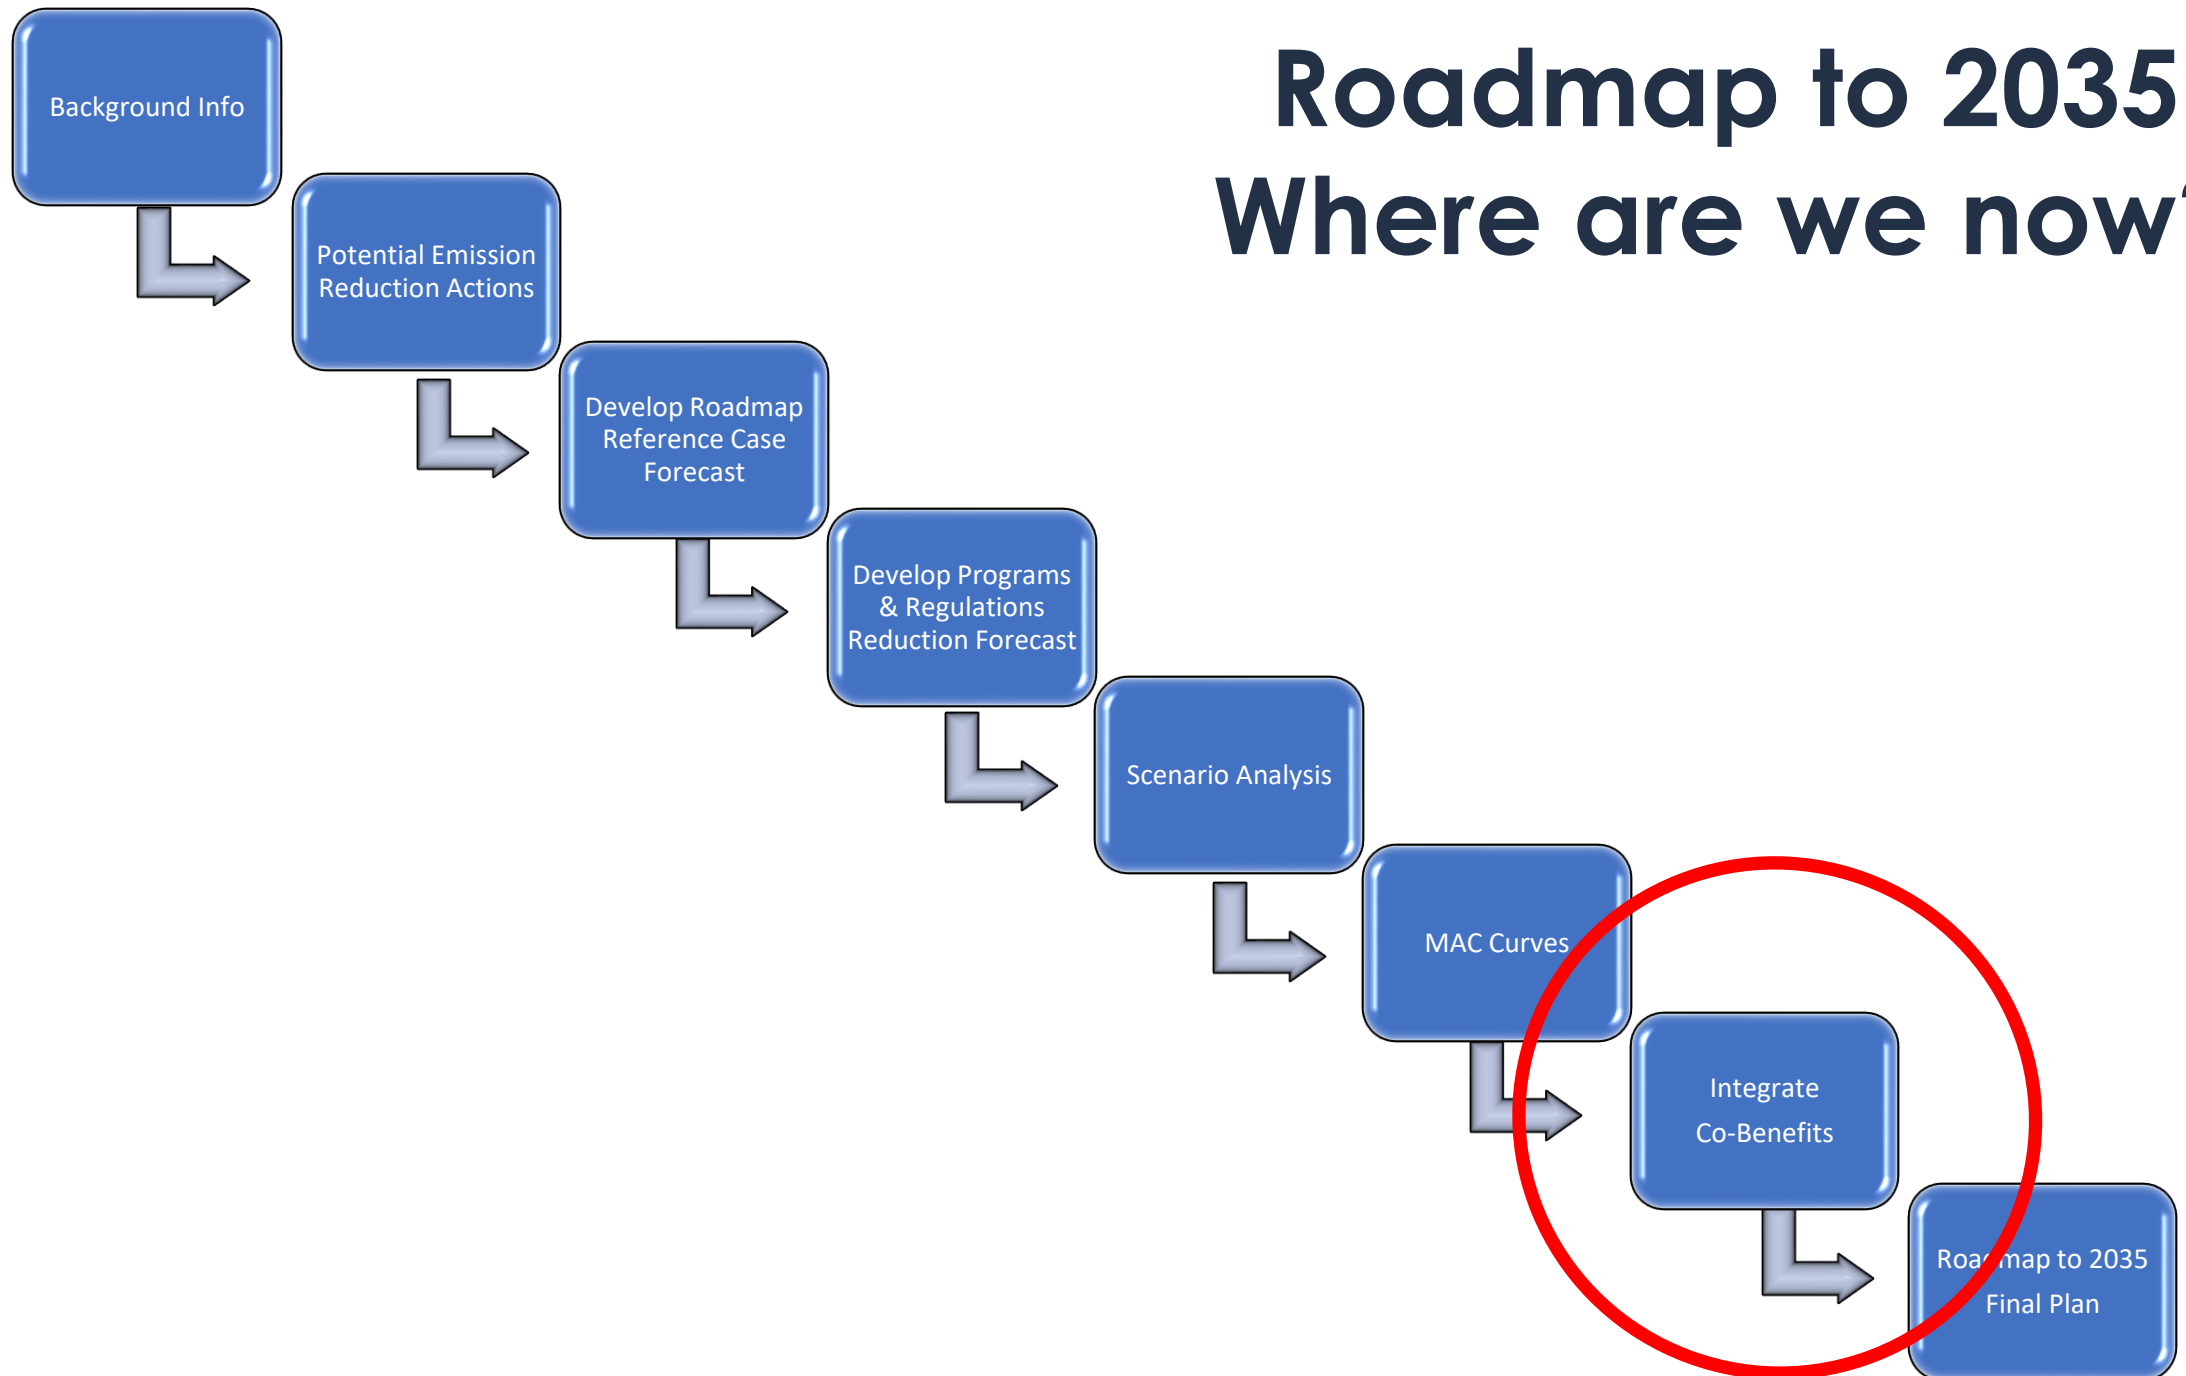 Roadmap to 2035
Where are we now?
Background Info
Potential Emission
Reduction Actions
Develop Roadmap
Reference Case
Forecast
Develop Programs
& Regulations
Reduction Forecast
Scenario Analysis
MAC Curves
Integrate
Co-Benefits
Roadmap to 2035
Final Plan